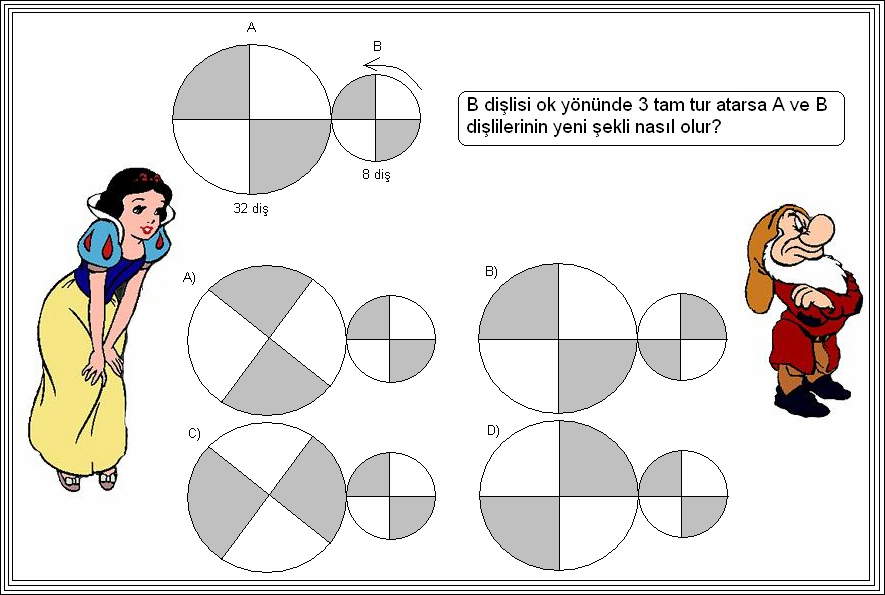 A
B
B dişlisi ok yönünde 3 tam tur atarsa A ve B
dişlilerinin yeni şekli nasıl olur?
8 diş
32 diş
A)
B)
C)
D)